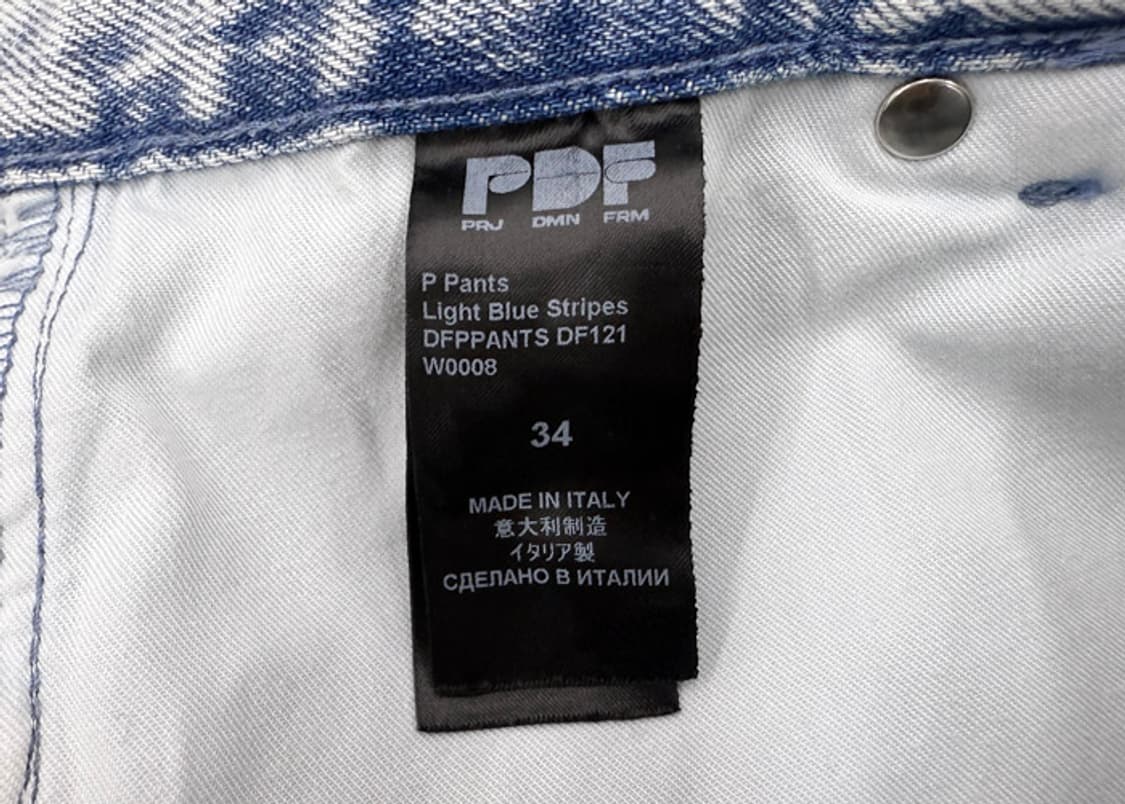 PDF
PRJ DMN FRM
P Pants
Light Blue Stripes
DFPPANTS DF121
W0008
34
MADE IN ITALY
意大利制造
イタリア製
СДЕЛАНО В ИТАЛИИ